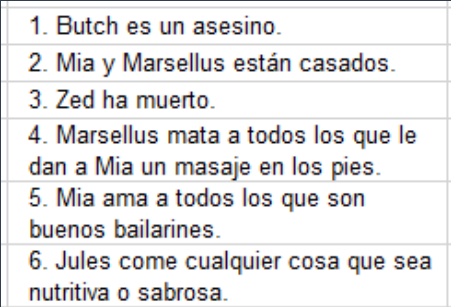 1. Butch es un asesino.
2. Mia y Marsellus están casados.
3. Zed ha muerto.
4. Marsellus mata a todos los que le
dan a Mia un masaje en los pies.
5. Mia ama a todos los que son
buenos bailarines.
6. Jules come cualquier cosa que sea
nutritiva o sabrosa.